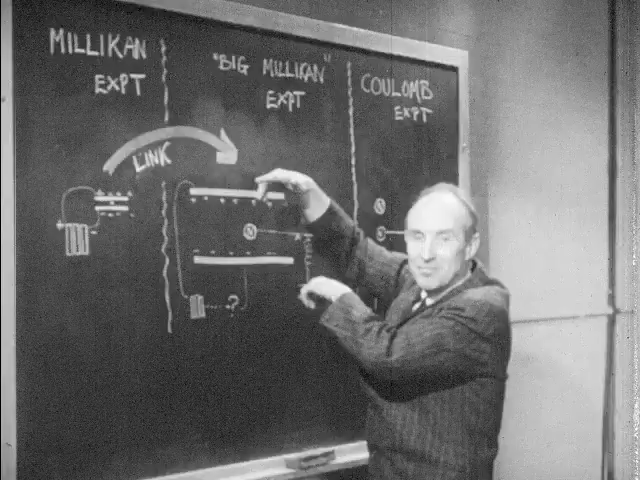 MILLIKAN
EXPT
"BIG MILLIKAN"
EXPT
COULOMB
EXPT
LINK
?